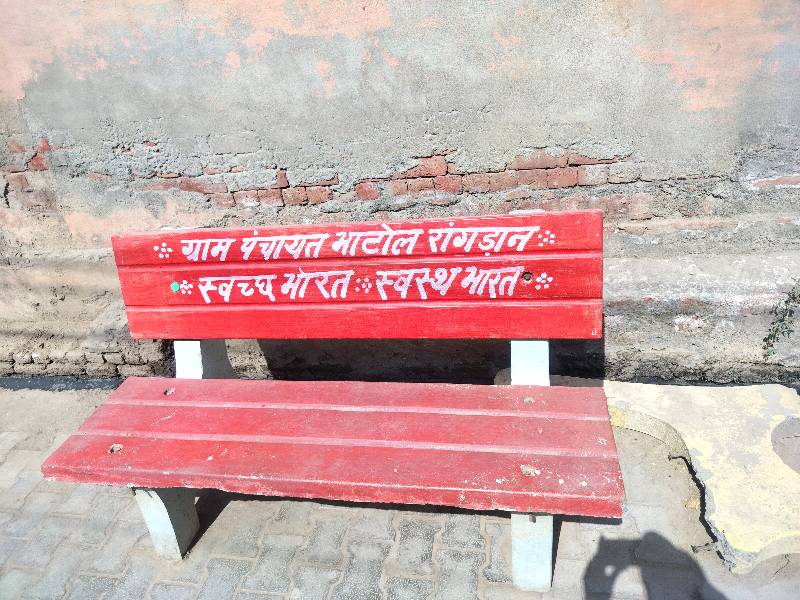 ग्राम पंचायत भाटोल रांगड़ान
स्वच्छ भारत स्वस्थ भारत